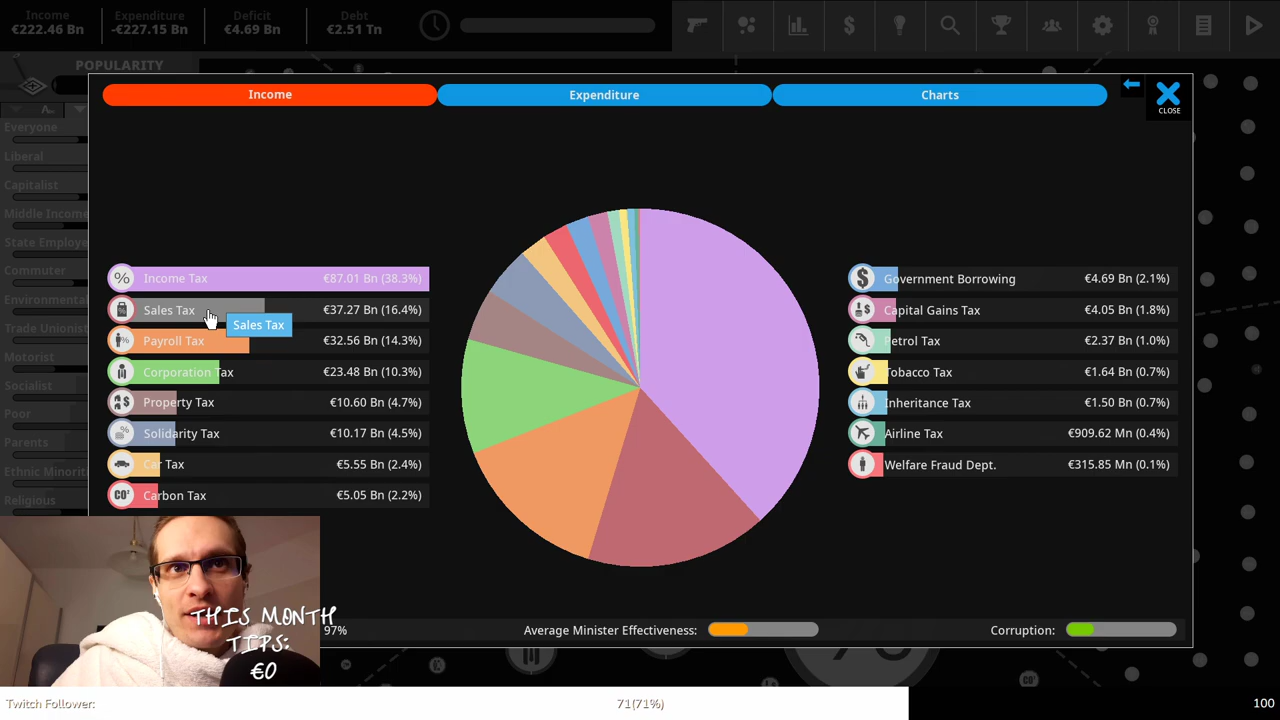 Income
€222.46 Bn
Expenditure
-€227.15 Bn
Deficit
€4.69 Bn
Debt
€2.51 Tn
POPULARITY
Income
Expenditure
Charts
CLOSE
Everyone
Liberal
Capitalist
Middle Income
State Employe
Commuter
Environmental
Trade Unionist
Motorist
Socialist
Poor
Parents
Ethnic Minoriti
Religious
Income Tax €87.01 Bn (38.3%)
Sales Tax €37.27 Bn (16.4%)
Sales Tax
Payroll Tax €32.56 Bn (14.3%)
Corporation Tax €23.48 Bn (10.3%)
Property Tax €10.60 Bn (4.7%)
Solidarity Tax €10.17 Bn (4.5%)
Car Tax €5.55 Bn (2.4%)
CO² Carbon Tax €5.05 Bn (2.2%)
Government Borrowing €4.69 Bn (2.1%)
Capital Gains Tax €4.05 Bn (1.8%)
Petrol Tax €2.37 Bn (1.0%)
Tobacco Tax €1.64 Bn (0.7%)
Inheritance Tax €1.50 Bn (0.7%)
Airline Tax €909.62 Mn (0.4%)
Welfare Fraud Dept. €315.85 Mn (0.1%)
97%
Average Minister Effectiveness:
Corruption:
THIS MONTH
TIPS:
€0
Twitch Follower: 71(71%) 100